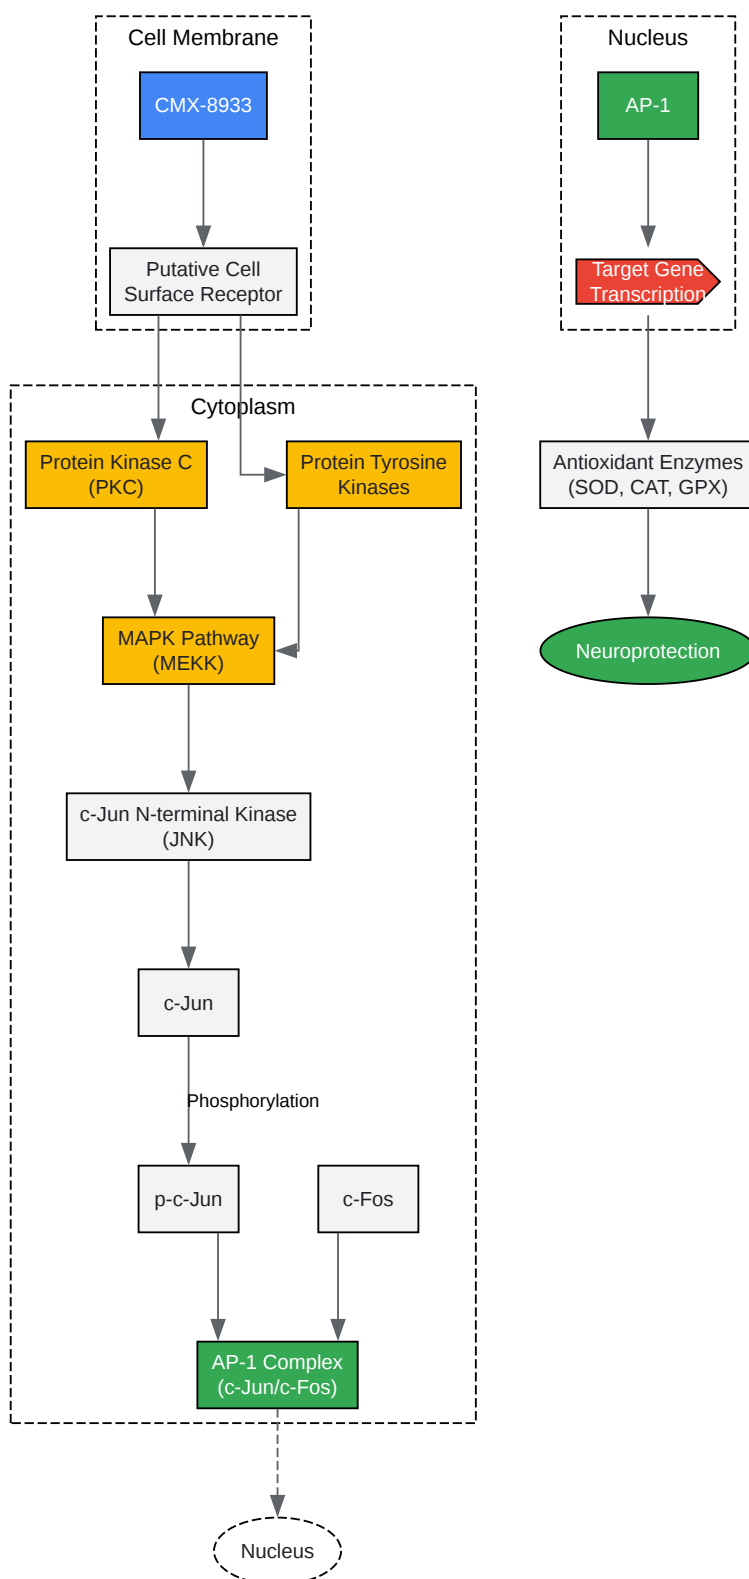 Cell Membrane
CMX-8933
Putative Cell
Surface Receptor
Cytoplasm
Protein Kinase C
(PKC)
Protein Tyrosine
Kinases
MAPK Pathway
(MEKK)
c-Jun N-terminal Kinase
(JNK)
c-Jun
Phosphorylation
p-c-Jun
c-Fos
AP-1 Complex
(c-Jun/c-Fos)
Nucleus
Nucleus
AP-1
Target Gene
Transcription
Antioxidant Enzymes
(SOD, CAT, GPX)
Neuroprotection